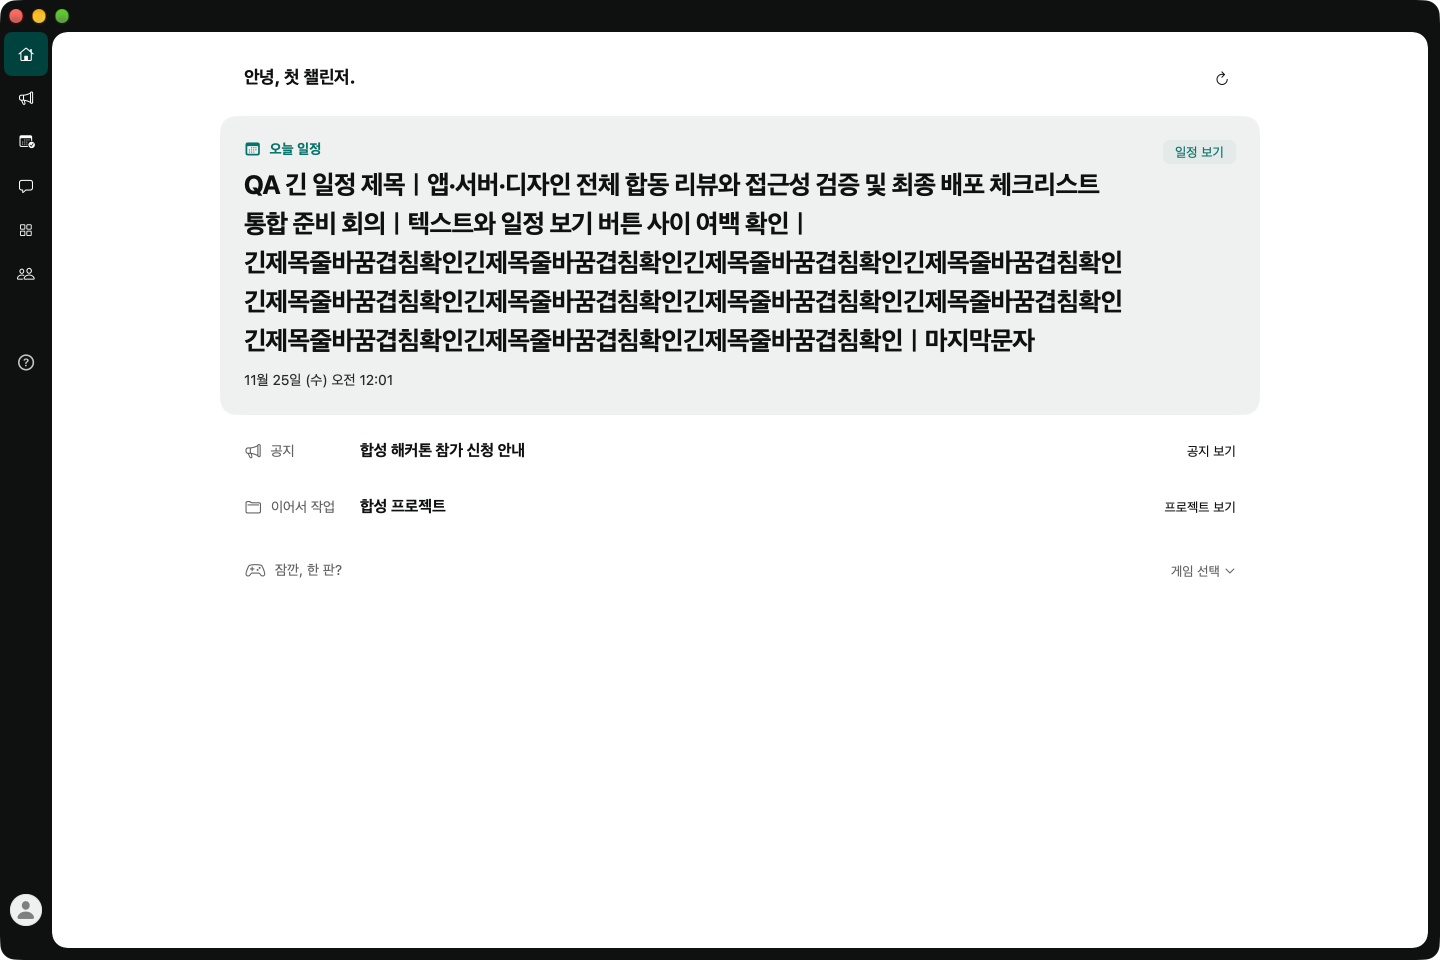 안녕, 첫 챌린저.
오늘 일정
일정 보기
QA 긴 일정 제목 | 앱·서버·디자인 전체 합동 리뷰와 접근성 검증 및 최종 배포 체크리스트
통합 준비 회의 | 텍스트와 일정 보기 버튼 사이 여백 확인 |
긴제목줄바꿈겹침확인긴제목줄바꿈겹침확인긴제목줄바꿈겹침확인긴제목줄바꿈겹침확인
긴제목줄바꿈겹침확인긴제목줄바꿈겹침확인긴제목줄바꿈겹침확인긴제목줄바꿈겹침확인
긴제목줄바꿈겹침확인긴제목줄바꿈겹침확인긴제목줄바꿈겹침확인 | 마지막문자
11월 25일 (수) 오전 12:01
공지 합성 해커톤 참가 신청 안내 공지 보기
이어서 작업 합성 프로젝트 프로젝트 보기
잠깐, 한 판? 게임 선택